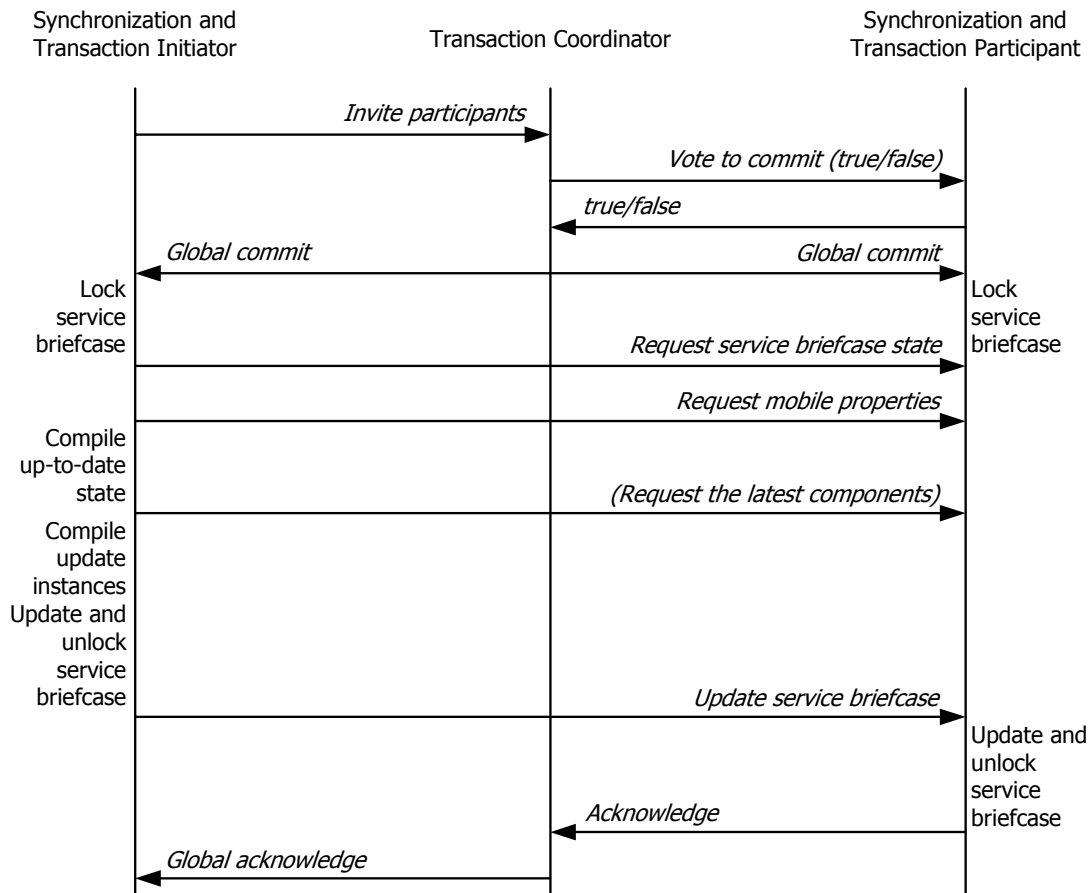 Synchronization and
Transaction Initiator
Transaction Coordinator
Synchronization and
Transaction Participant
Invite participants
Vote to commit (true/false)
true/false
Global commit
Global commit
Lock
service
briefcase
Lock
service
briefcase
Request service briefcase state
Request mobile properties
Compile
up-to-date
state
(Request the latest components)
Compile
update
instances
Update and
unlock
service
briefcase
Update service briefcase
Update and
unlock
service
briefcase
Acknowledge
Global acknowledge